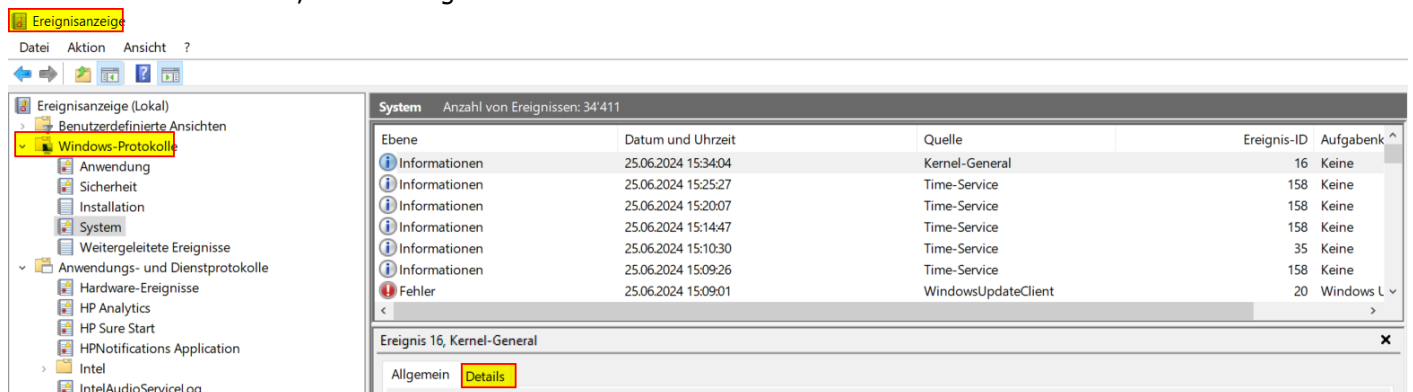 Ereignisanzeige
Datei Aktion Ansicht ?
Ereignisanzeige (Lokal)
Benutzerdefinierte Ansichten
Windows-Protokolle
Anwendung
Sicherheit
Installation
System
Weitergeleitete Ereignisse
Anwendungs- und Dienstprotokolle
Hardware-Ereignisse
HP Analytics
HP Sure Start
HPNotifications Application
Intel
IntelAudioServiceLog
System Anzahl von Ereignissen: 34'411
Ebene Datum und Uhrzeit Quelle Ereignis-ID Aufgabenk
Informationen 25.06.2024 15:34:04 Kernel-General 16 Keine
Informationen 25.06.2024 15:25:27 Time-Service 158 Keine
Informationen 25.06.2024 15:20:07 Time-Service 158 Keine
Informationen 25.06.2024 15:14:47 Time-Service 158 Keine
Informationen 25.06.2024 15:10:30 Time-Service 35 Keine
Informationen 25.06.2024 15:09:26 Time-Service 158 Keine
Fehler 25.06.2024 15:09:01 WindowsUpdateClient 20 Windows U
Ereignis 16, Kernel-General
Allgemein Details